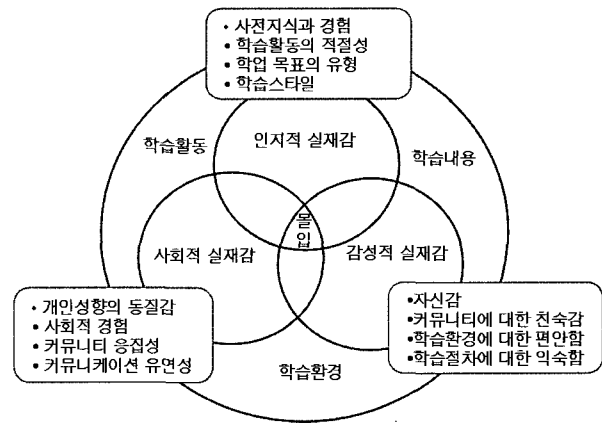 • 사전지식과 경험
• 학습활동의 적절성
• 학업 목표의 유형
• 학습스타일
학습활동
인지적 실재감
학습내용
몰입
사회적 실재감
감성적 실재감
• 개인성향의 동질감
• 사회적 경험
• 커뮤니티 응집성
• 커뮤니케이션 유연성
•자신감
•커뮤니티에 대한 친숙감
•학습환경에 대한 편안함
•학습절차에 대한 익숙함
학습환경